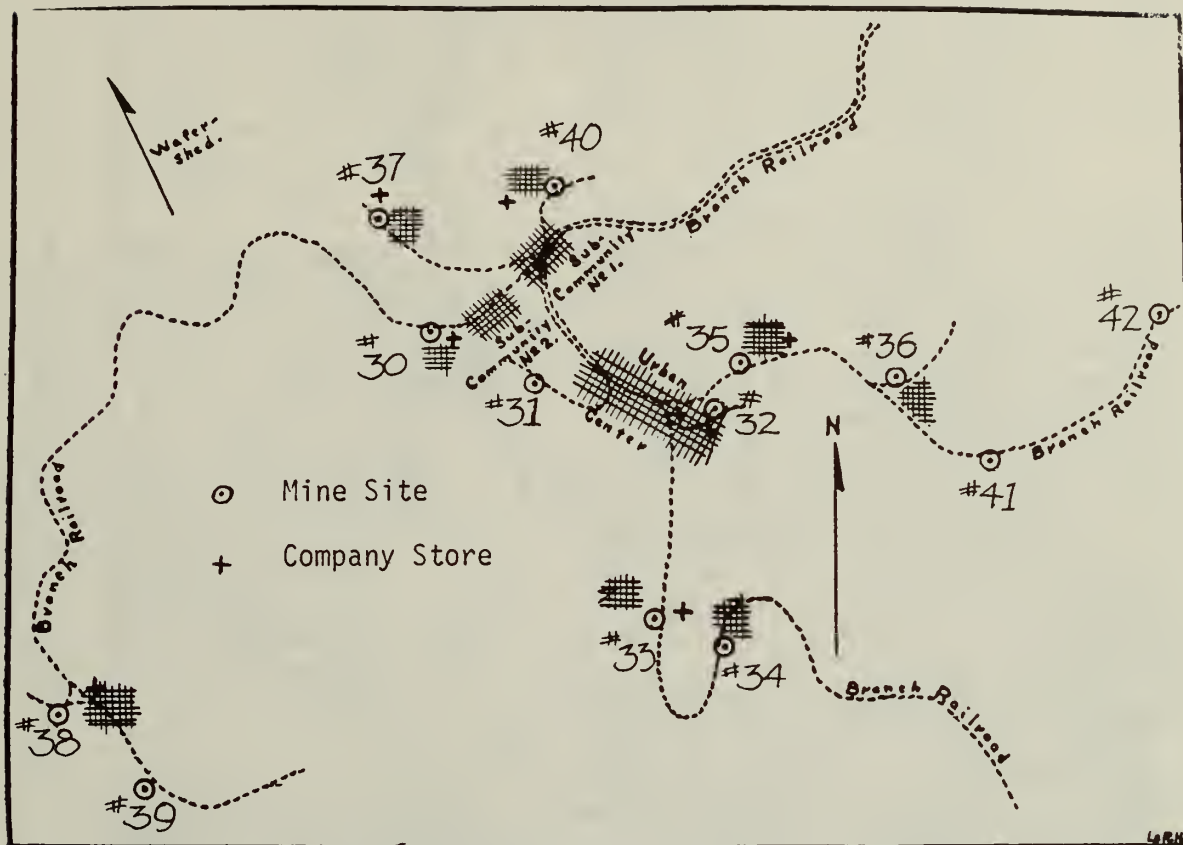 Water-
shed.
#40
#37
Branch Railroad
Sub-
Community
No 1.
Sub-
Community
No 2.
#30
#31
Urban
Center
#35
#32
#36
#42
Branch Railroad
#41
N
Mine Site
Company Store
Branch Railroad
#33
#34
Branch Railroad
#38
#39